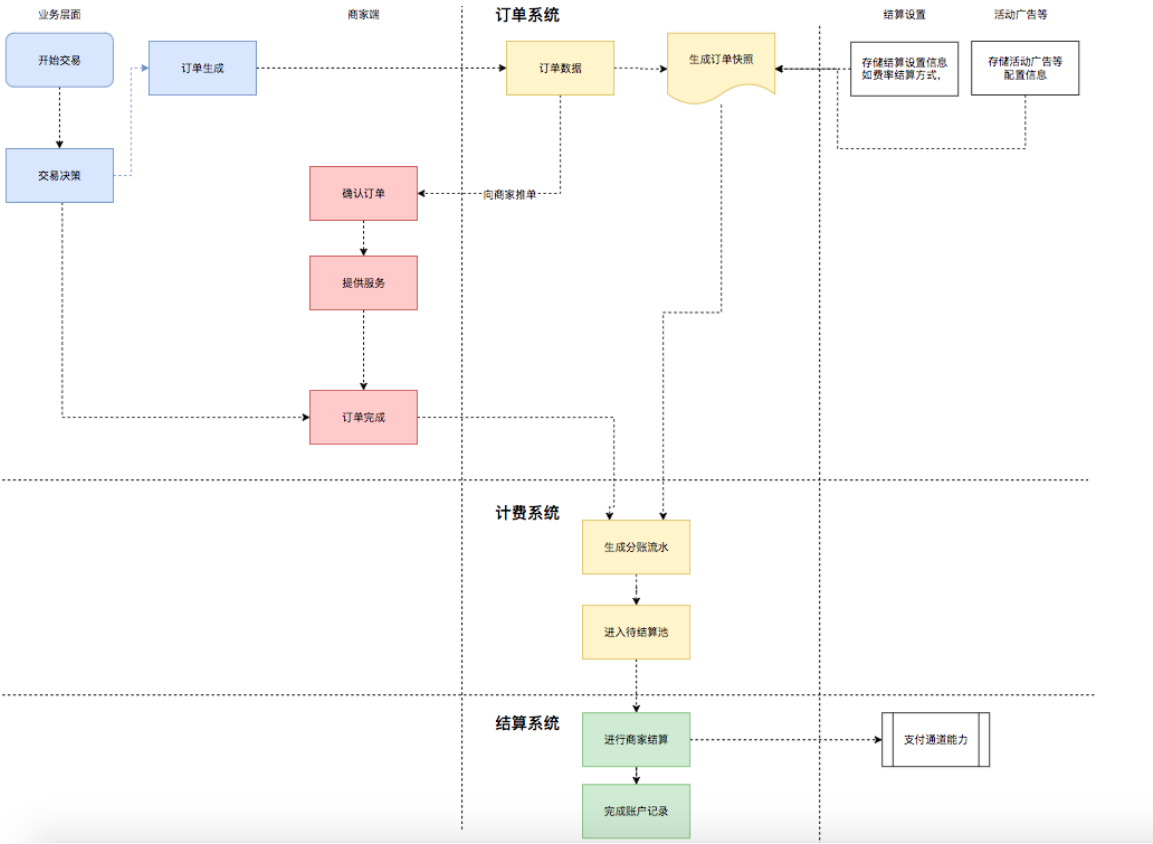 业务层面
商家端
订单系统
结算设置
活动广告等
开始交易
订单生成
订单数据
生成订单快照
存储结算设置信息
如费率结算方式，
存储活动广告等
配置信息
交易决策
确认订单
向商家推单
提供服务
订单完成
计费系统
生成分账流水
进入待结算池
结算系统
进行商家结算
支付通道能力
完成账户记录